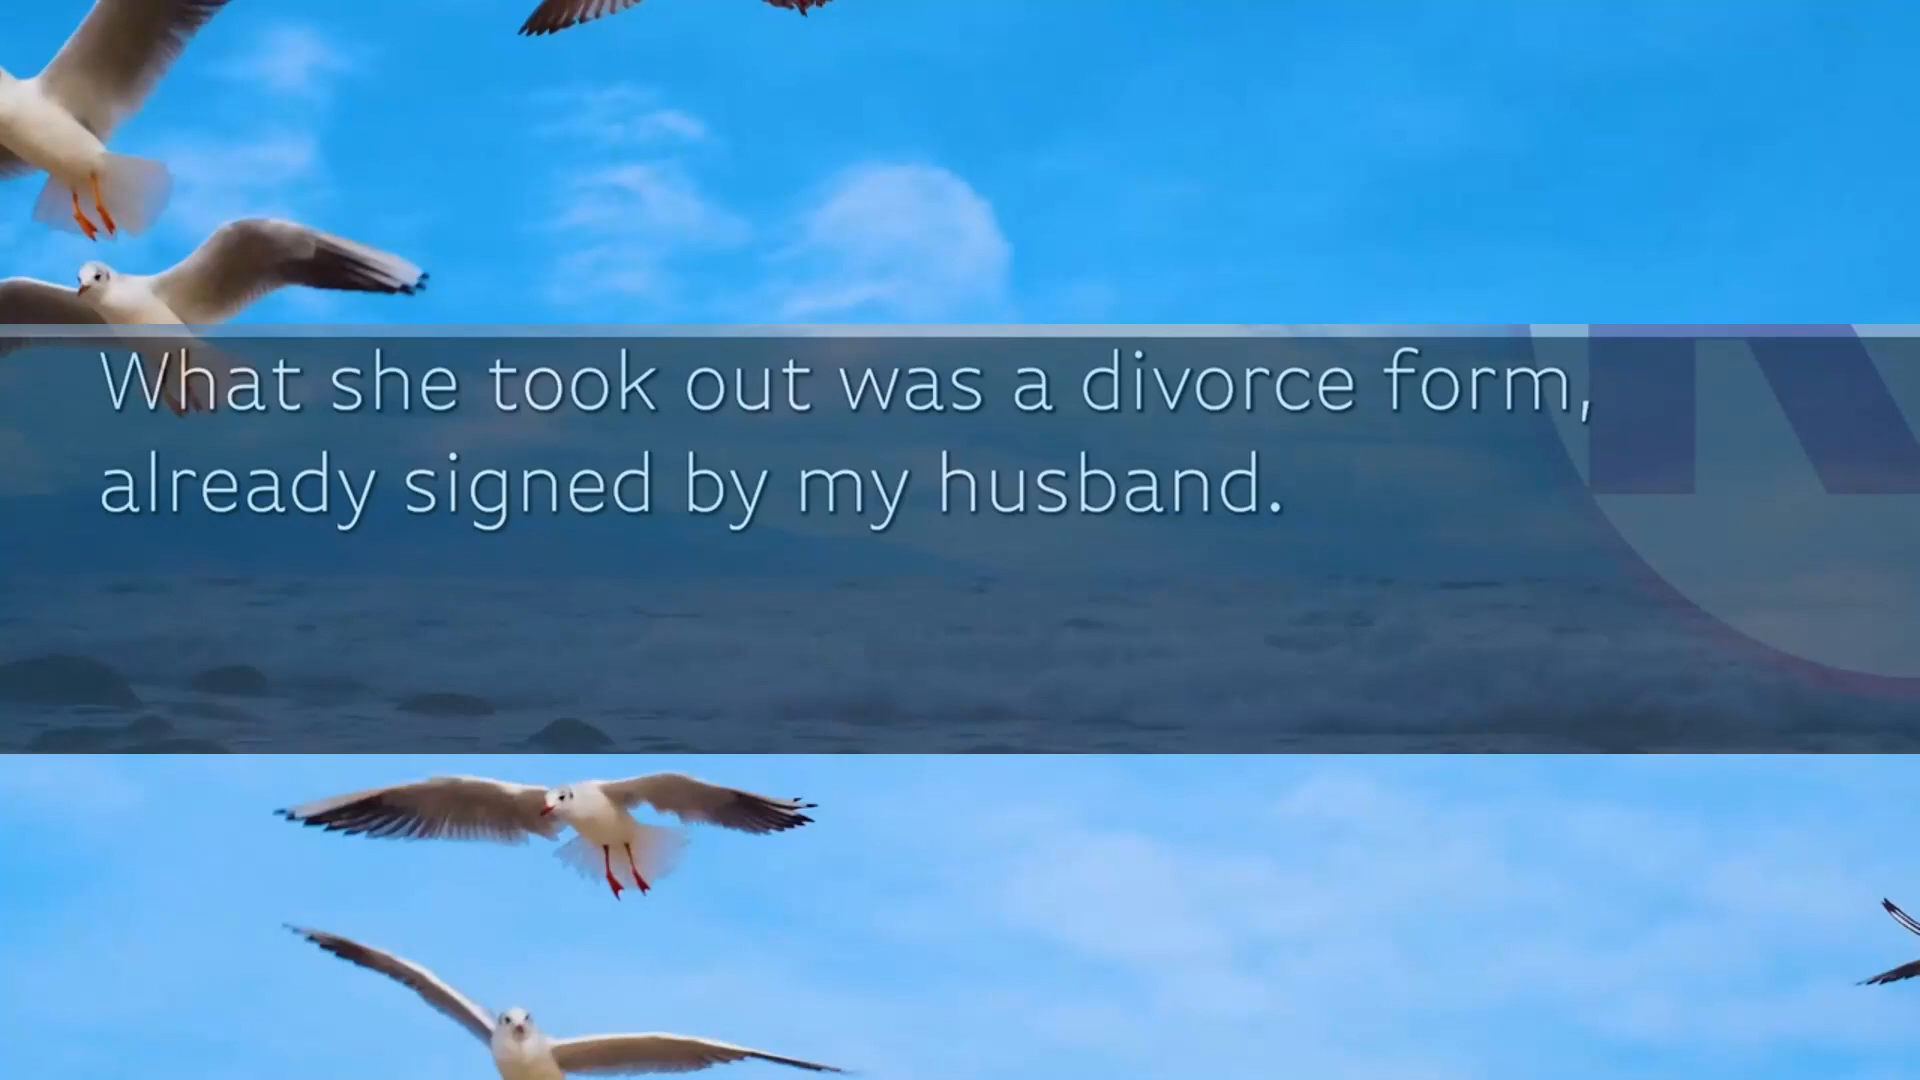 What she took out was a divorce form,
already signed by my husband.